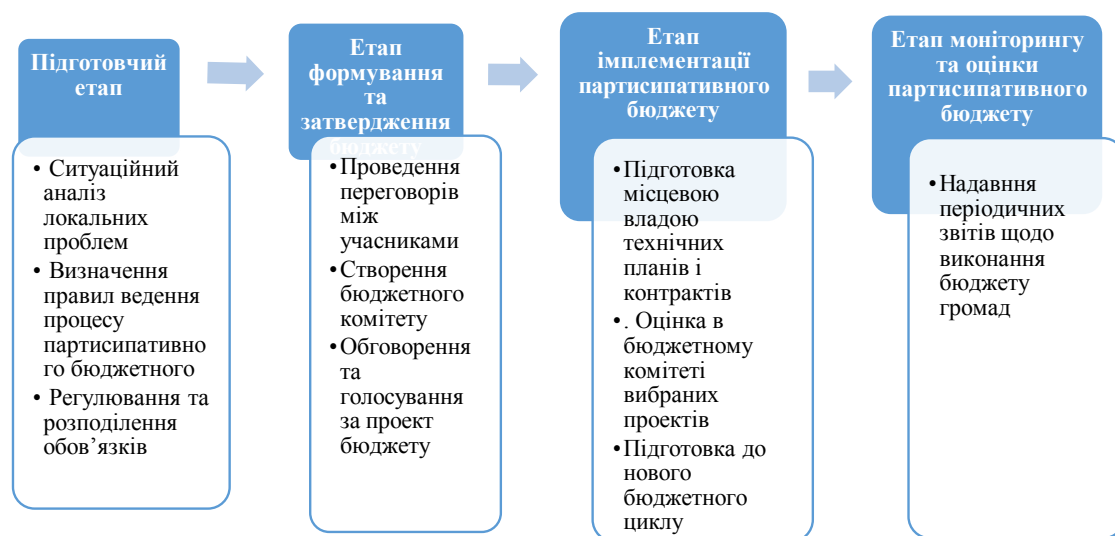 Підготовчий
етап
• Ситуаційний
аналіз
локальних
проблем
• Визначення
правил ведення
процесу
партисипативно
го бюджетного
• Регулювання та
розподілення
обов’язків
Етап
формування
та
затвердження
бюджету
•Проведення
переговорів
між
учасниками
•Створення
бюджетного
комітету
•Обговорення
та
голосування
за проект
бюджету
Етап
імплементації
партисипативного
бюджету
•Підготовка
місцевою
владою
технічних
планів і
контрактів
•. Оцінка в
бюджетному
комітеті
вибраних
проектів
•Підготовка до
нового
бюджетного
циклу
Етап моніторингу
та оцінки
партисипативного
бюджету
•Надавння
періодичних
звітів щодо
виконання
бюджету
громад